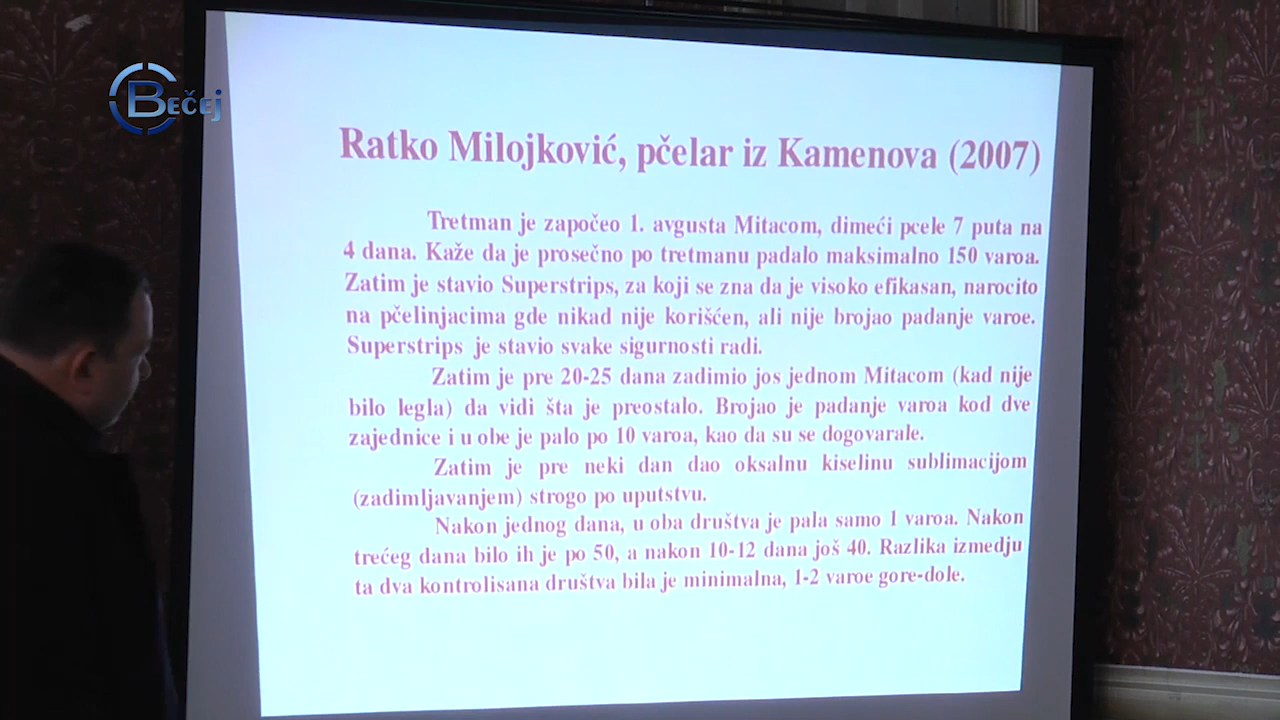 BEČEJ
Ratko Milojković, pčelar iz Kamenova (2007)
Tretman je započeo 1. avgusta Mitacom, dimeći pcele 7 puta na
4 dana. Kaže da je prosečno po tretmanu padalo maksimalno 150 varoa.
Zatim je stavio Superstrips, za koji se zna da je visoko efikasan, narocito
na pčelinjacima gde nikad nije korišćen, ali nije brojao padanje varoe.
Superstrips je stavio svake sigurnosti radi.
Zatim je pre 20-25 dana zadimio jos jednom Mitacom (kad nije
bilo legla) da vidi šta je preostalo. Brojao je padanje varoa kod dve
zajednice i u obe je palo po 10 varoa, kao da su se dogovarale.
Zatim je pre neki dan dao oksalnu kiselinu sublimacijom
(zadimljavanjem) strogo po uputstvu.
Nakon jednog dana, u oba društva je pala samo 1 varoa. Nakon
trećeg dana bilo ih je po 50, a nakon 10-12 dana još 40. Razlika izmedju
ta dva kontrolisana društva bila je minimalna, 1-2 varoe gore-dole.